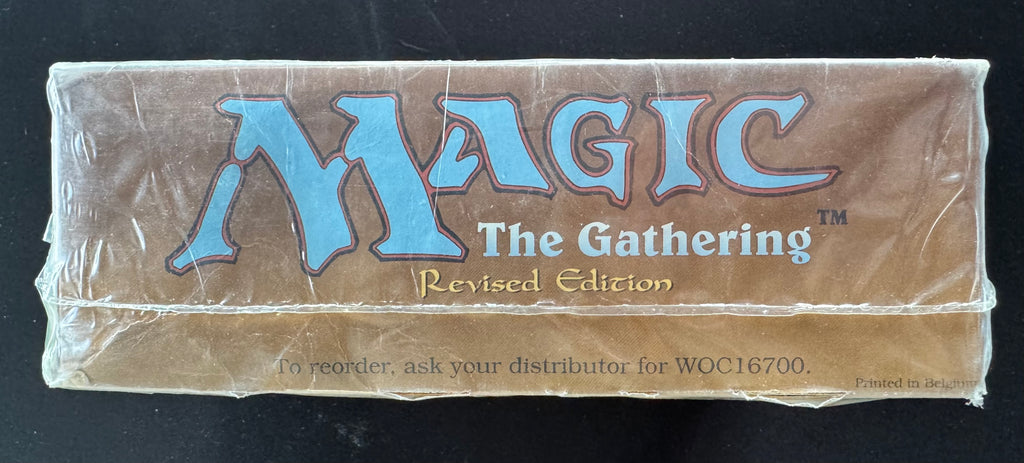 MAGIC
The Gathering™
Revised Edition
To reorder, ask your distributor for WOC16700.
Printed in Belgium